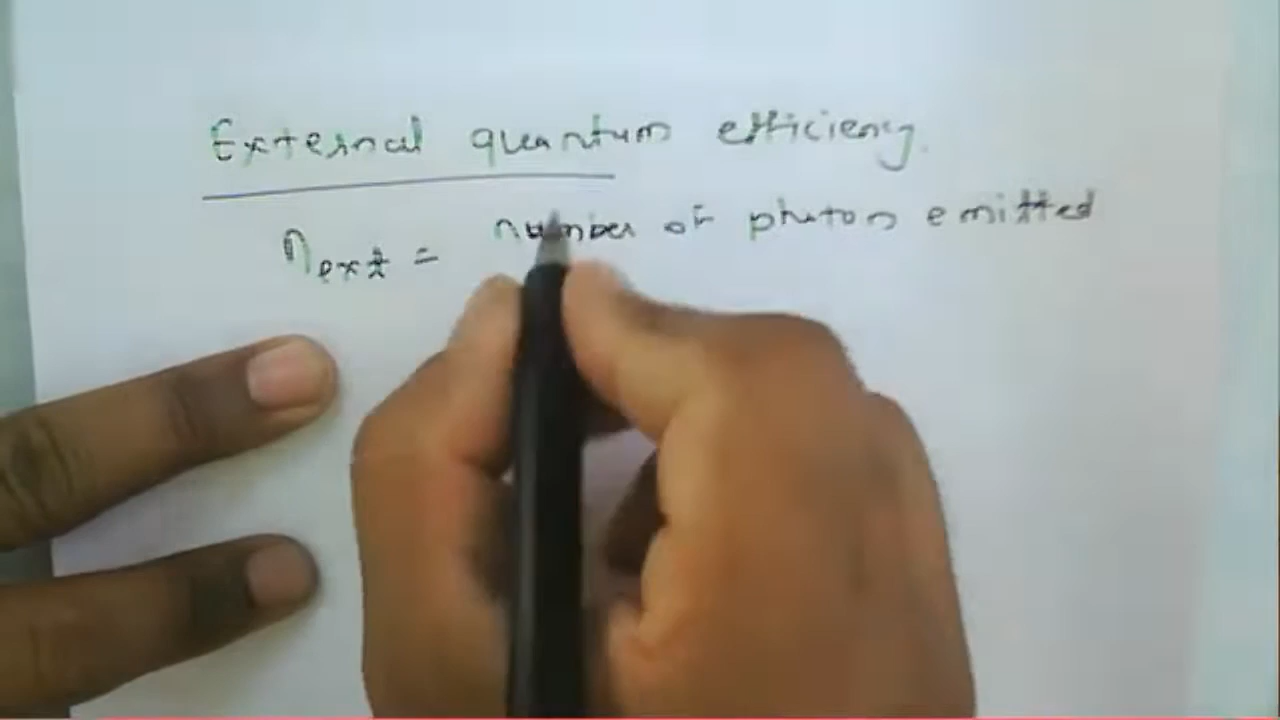 External quantum efficiency.
ηext = number of photon emitted